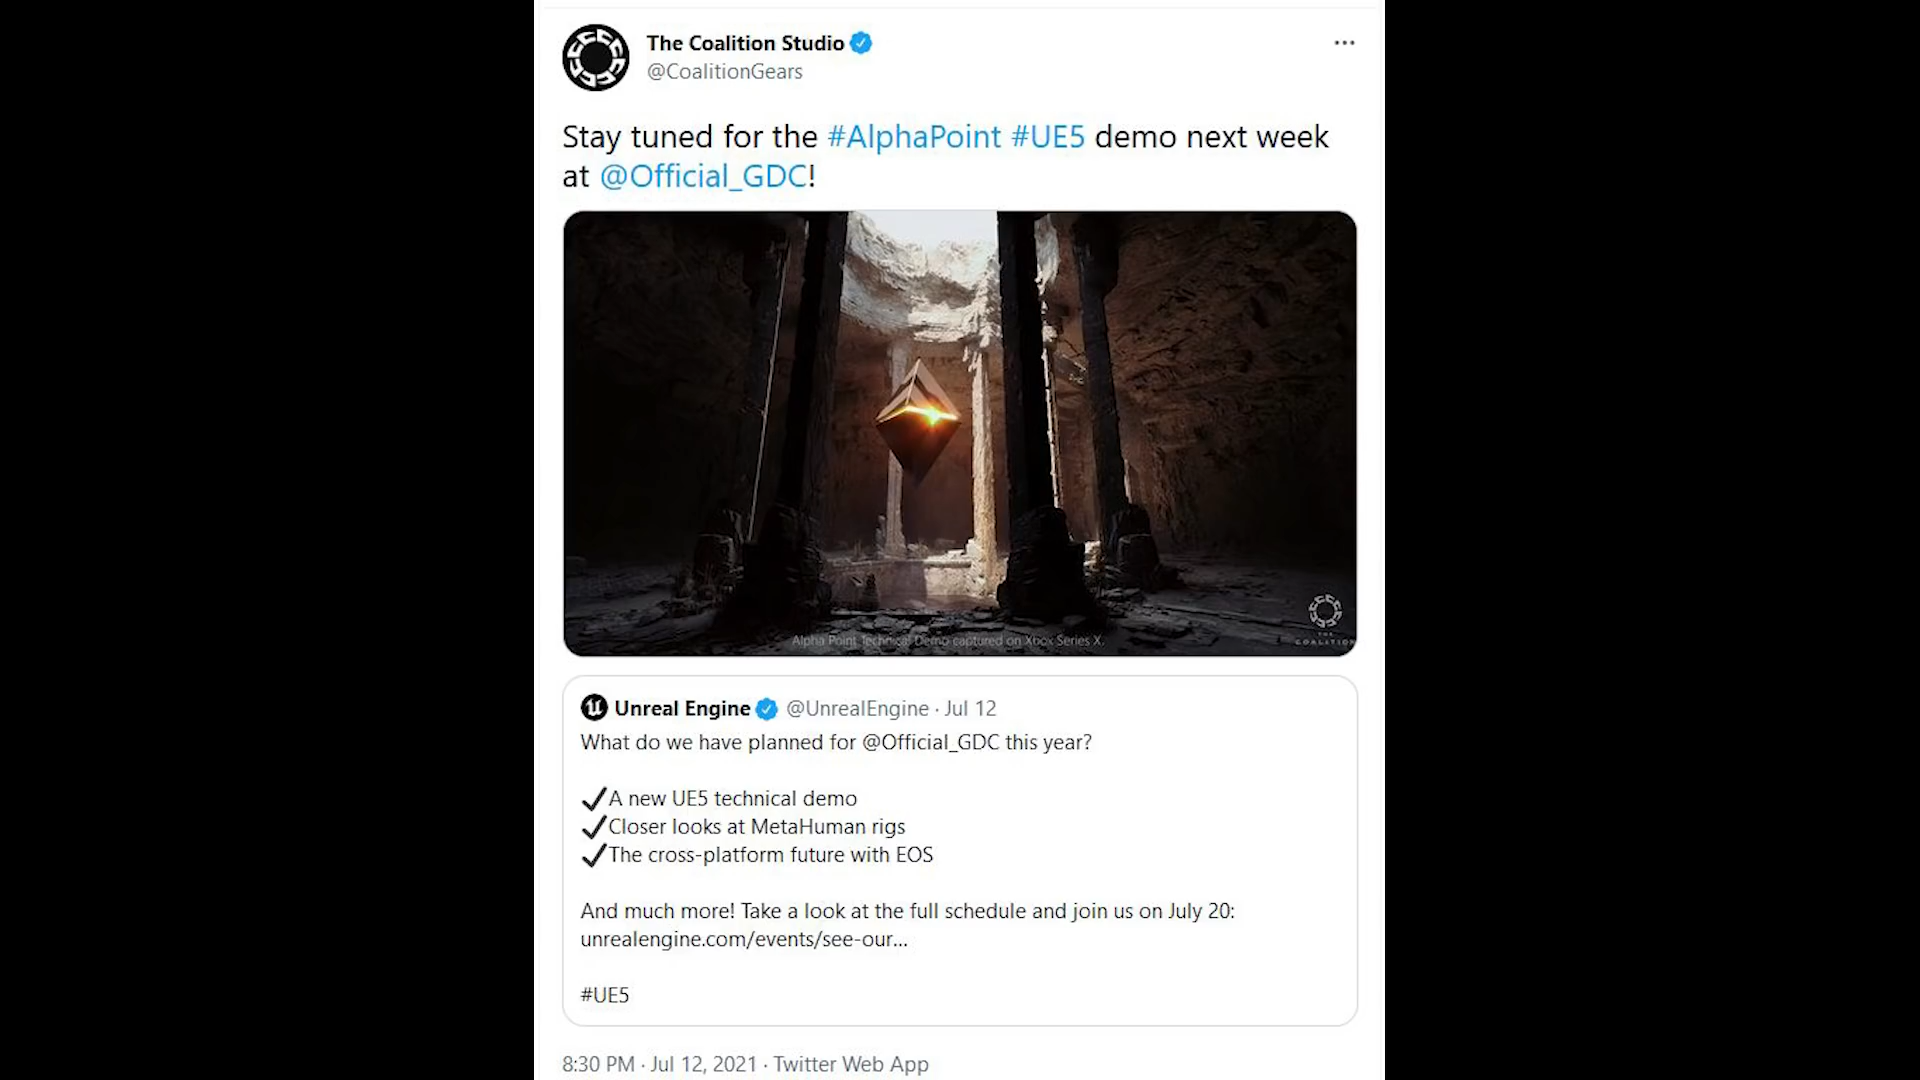 The Coalition Studio
@CoalitionGears
Stay tuned for the #AlphaPoint #UE5 demo next week
at @Official_GDC!
Alpha Point Technical Demo captured on Xbox Series X.
THE
COALITION
Unreal Engine @UnrealEngine · Jul 12
What do we have planned for @Official_GDC this year?
✔A new UE5 technical demo
✔Closer looks at MetaHuman rigs
✔The cross-platform future with EOS
And much more! Take a look at the full schedule and join us on July 20:
unrealengine.com/events/see-our...
#UE5
8:30 PM · Jul 12, 2021 · Twitter Web App